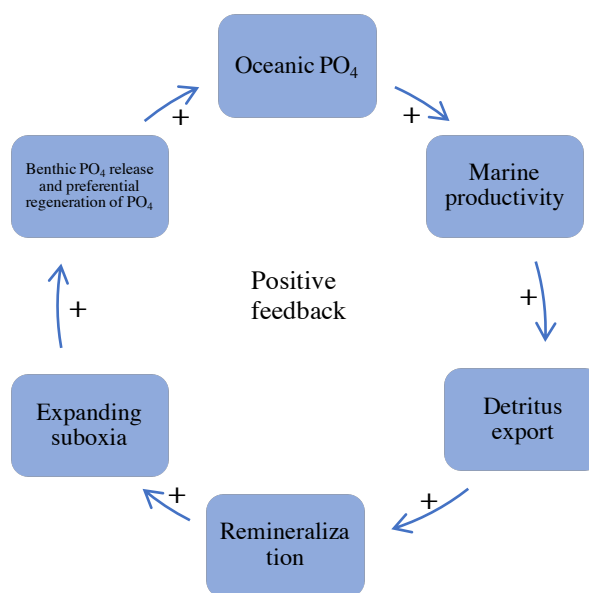 Oceanic PO₄
+
Marine
productivity
+
Detritus
export
+
Remineraliza
tion
+
Expanding
suboxia
+
Benthic PO₄ release
and preferential
regeneration of PO₄
+
Positive
feedback